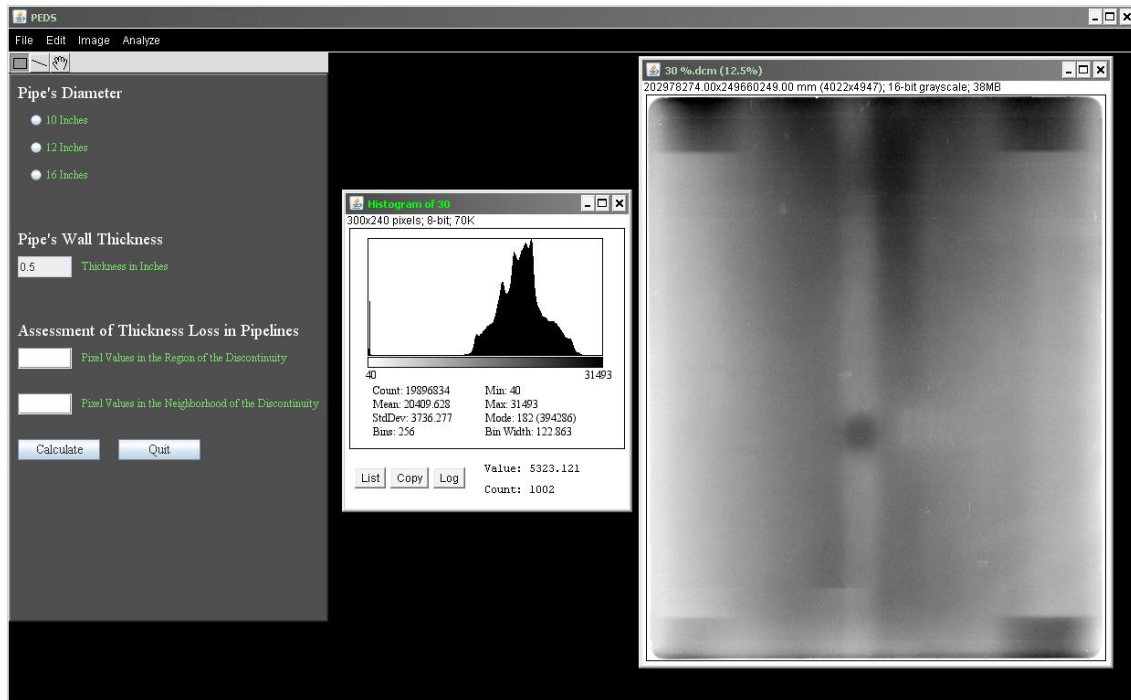 PEDS
File Edit Image Analyze
Pipe's Diameter
10 Inches
12 Inches
16 Inches
Pipe's Wall Thickness
0.5 Thickness in Inches
Assessment of Thickness Loss in Pipelines
Pixel Values in the Region of the Discontinuity
Pixel Values in the Neighborhood of the Discontinuity
Calculate Quit
Histogram of 30
300x240 pixels; 8-bit; 70K
40 31493
Count: 19896834 Min: 40
Mean: 20409.628 Max: 31493
StdDev: 3736.277 Mode: 182 (394286)
Bins: 256 Bin Width: 122.863
List Copy Log
Value: 5323.121
Count: 1002
30 %.dcm (12.5%)
202978274.00x249660249.00 mm (4022x4947); 16-bit grayscale; 38MB